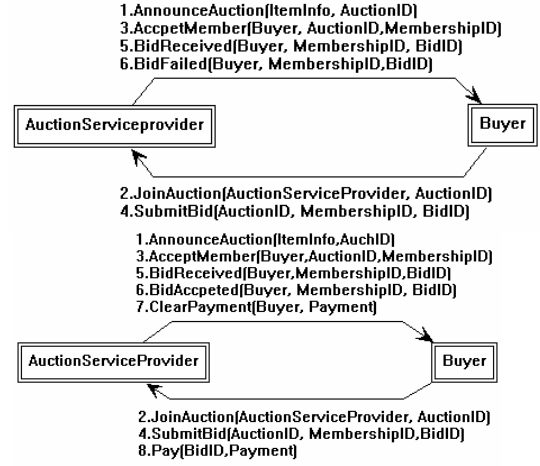 1.AnnounceAuction(ItemInfo, AuctionID)
3.AccpetMember(Buyer, AuctionID,MembershipID)
5.BidReceived(Buyer, MembershipID, BidID)
6.BidFailed(Buyer, MembershipID,BidID)
AuctionServiceprovider
Buyer
2.JoinAuction(AuctionServiceProvider, AuctionID)
4.SubmitBid(AuctionID, MembershipID, BidID)
1.AnnounceAuction(ItemInfo,AuchID)
3.AcceptMember(Buyer,AuctionID,MembershipID)
5.BidReceived(Buyer,MembershipID,BidID)
6.BidAccpeted(Buyer, MembershipID, BidID)
7.ClearPayment(Buyer, Payment)
AuctionServiceProvider
Buyer
2.JoinAuction(AuctionServiceProvider, AuctionID)
4.SubmitBid(AuctionID, MembershipID,BidID)
8.Pay(BidID,Payment)